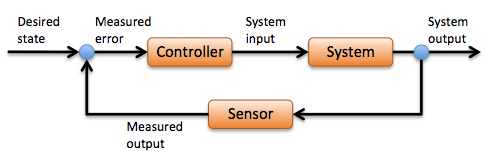 Desired
state
Measured
error
Controller
System
input
System
System
output
Sensor
Measured
output